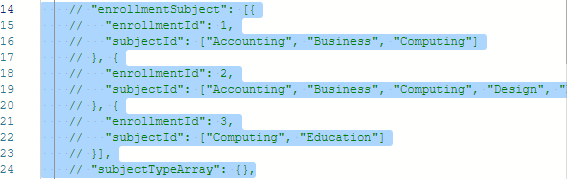 14 // "enrollmentSubject": [{
15 // "enrollmentId": 1,
16 // "subjectId": ["Accounting", "Business", "Computing"]
17 // }, {
18 // "enrollmentId": 2,
19 // "subjectId": ["Accounting", "Business", "Computing", "Design", "
20 // }, {
21 // "enrollmentId": 3,
22 // "subjectId": ["Computing", "Education"]
23 // }],
24 // "subjectTypeArray": {},